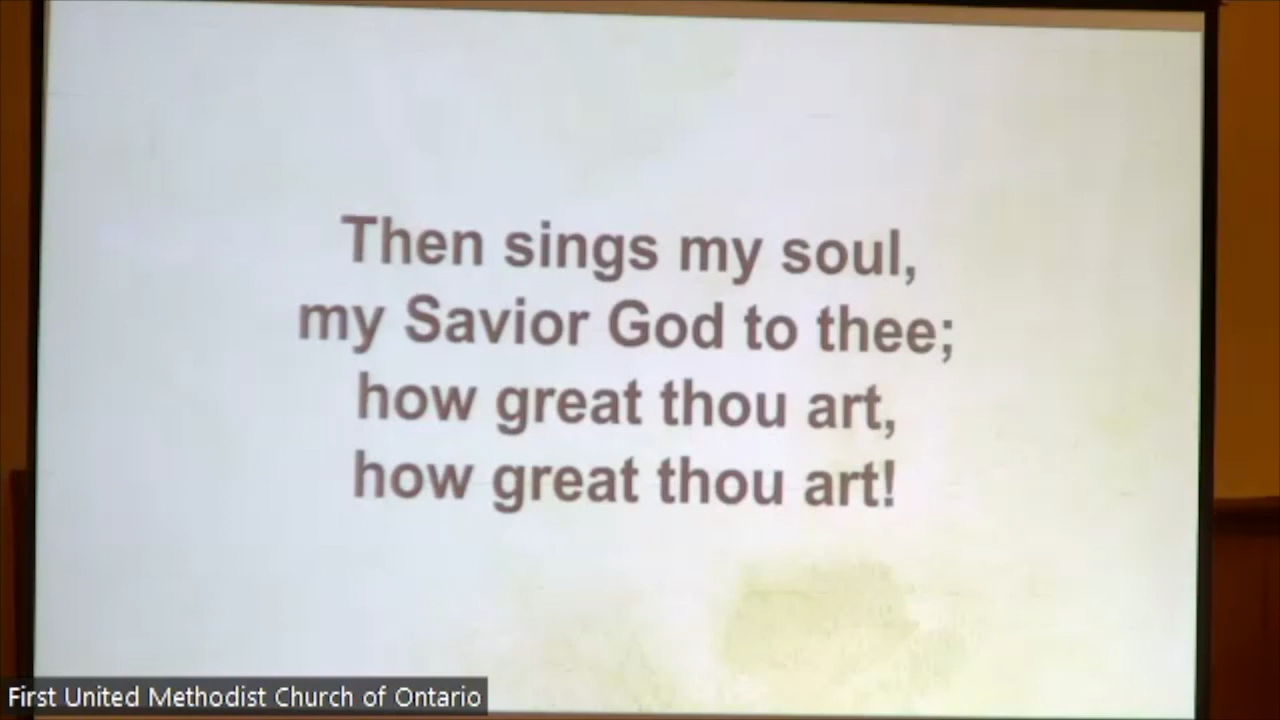 Then sings my soul,
my Savior God to thee;
how great thou art,
how great thou art!
First United Methodist Church of Ontario